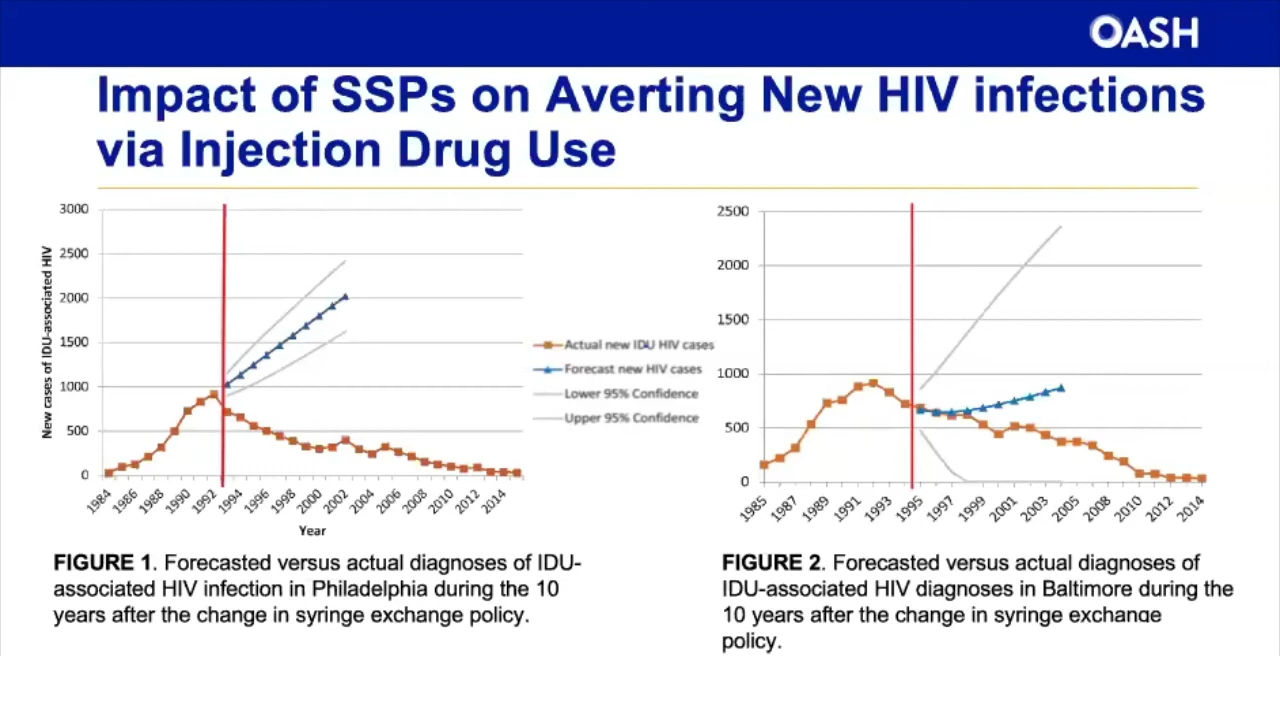 OASH
Impact of SSPs on Averting New HIV infections
via Injection Drug Use
3000
2500
2000
1500
1000
500
0
New cases of IDU-associated HIV
1984
1986
1988
1990
1992
1994
1996
1998
2000
2002
2004
2006
2008
2010
2012
2014
Year
Actual new IDU HIV cases
Forecast new HIV cases
Lower 95% Confidence
Upper 95% Confidence
2500
2000
1500
1000
500
0
1985
1987
1989
1991
1993
1995
1997
1999
2001
2003
2005
2008
2010
2012
2014
FIGURE 1. Forecasted versus actual diagnoses of IDU-
associated HIV infection in Philadelphia during the 10
years after the change in syringe exchange policy.
FIGURE 2. Forecasted versus actual diagnoses of
IDU-associated HIV diagnoses in Baltimore during the
10 years after the change in syringe exchange
policy.